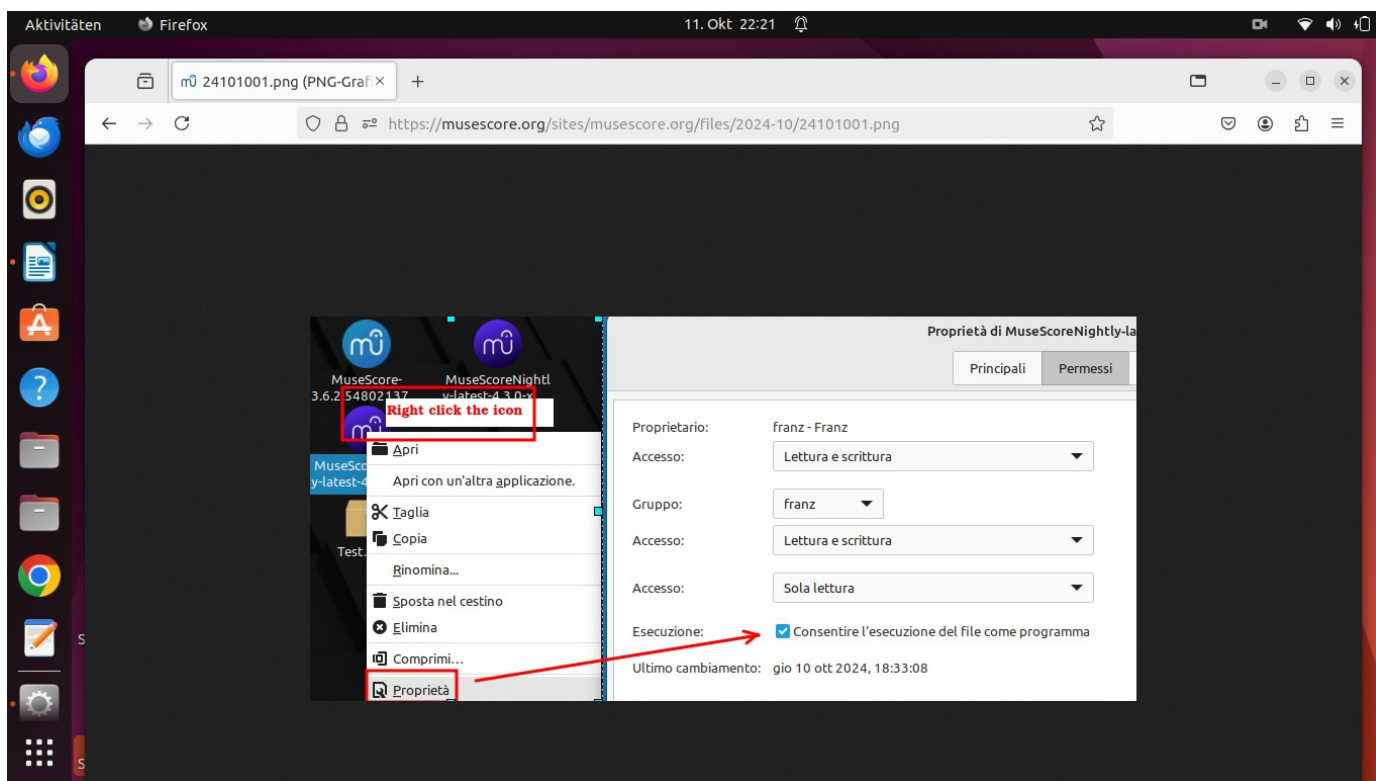 Aktivitäten Firefox 11. Okt 22:21
24101001.png (PNG-Graf
https://musescore.org/sites/musescore.org/files/2024-10/24101001.png
MuseScore-
3.6.2.54802137
MuseScoreNightl
y-latest-4.3.0-x
Right click the icon
MuseSco
y-latest-4
Test.
Apri
Apri con un'altra applicazione.
Taglia
Copia
Rinomina...
Sposta nel cestino
Elimina
Comprimi...
Proprietà
Proprietà di MuseScoreNightly-la
Principali Permessi
Proprietario: franz - Franz
Accesso: Lettura e scrittura
Gruppo: franz
Accesso: Lettura e scrittura
Accesso: Sola lettura
Esecuzione: Consentire l'esecuzione del file come programma
Ultimo cambiamento: gio 10 ott 2024, 18:33:08
S
S